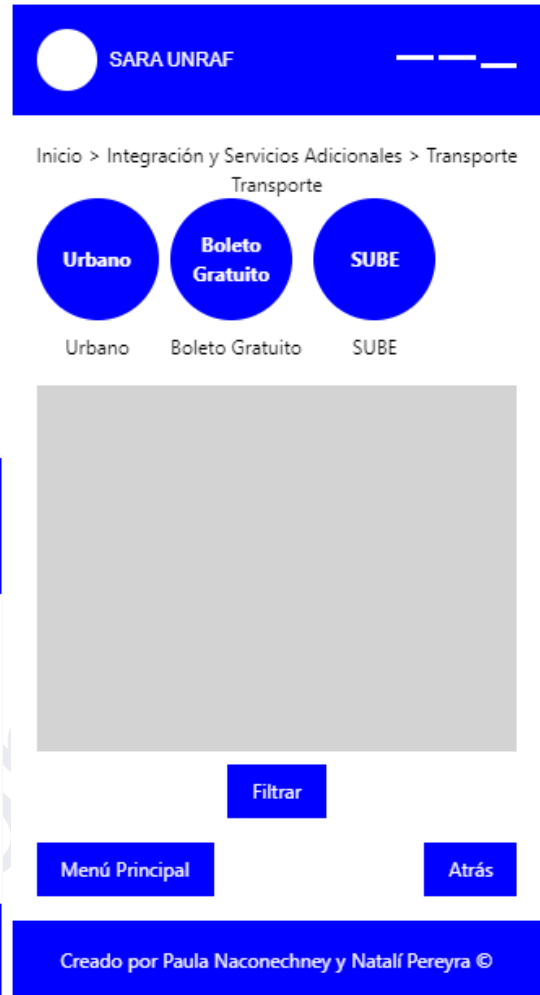 SARA UNRAF
Inicio > Integración y Servicios Adicionales > Transporte
Transporte
Urbano
Boleto
Gratuito
SUBE
Urbano
Boleto Gratuito
SUBE
Filtrar
Menú Principal
Atrás
Creado por Paula Naconechney y Natalí Pereyra ©